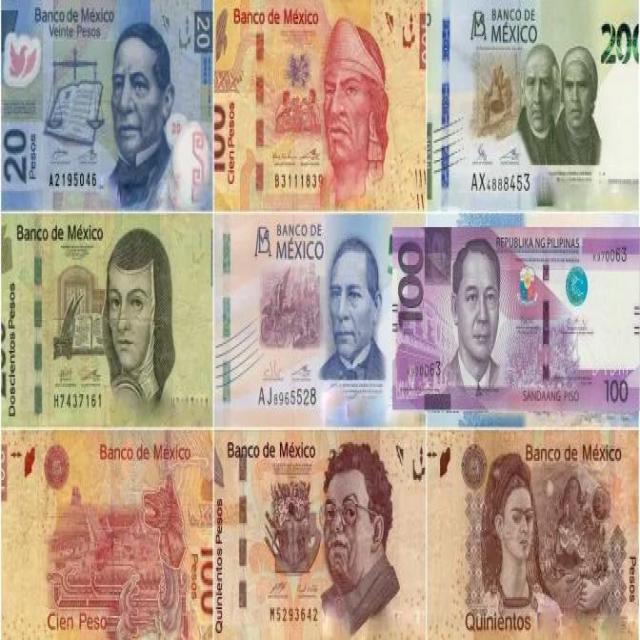 Banco de México
Veinte Pesos
20
20
Pesos
A2195046
Banco de México
100
Cien Pesos
B3111839
BANCO DE
MÉXICO
200
AX4888453
Banco de México
Doscientos Pesos
H7437161
BANCO DE
MÉXICO
AJ8965528
REPUBLIKA NG PILIPINAS
100
SANDAANG PISO
100
Banco de México
100
Pesos
Cien Peso
Banco de México
Quinientos Pesos
M5293642
Banco de México
Quinientos
Pesos